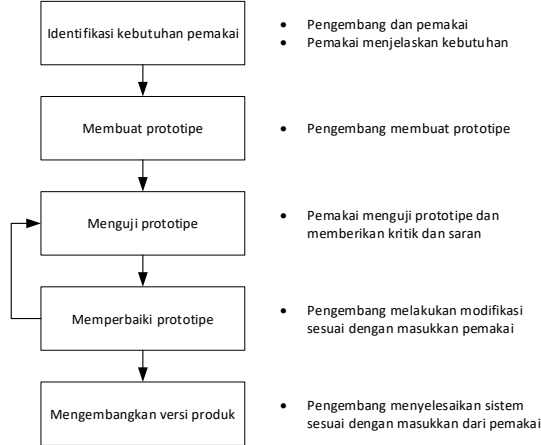 Identifikasi kebutuhan pemakai
• Pengembang dan pemakai
• Pemakai menjelaskan kebutuhan
Membuat prototipe
• Pengembang membuat prototipe
Menguji prototipe
• Pemakai menguji prototipe dan
memberikan kritik dan saran
Memperbaiki prototipe
• Pengembang melakukan modifikasi
sesuai dengan masukkan pemakai
Mengembangkan versi produk
• Pengembang menyelesaikan sistem
sesuai dengan masukkan dari pemakai